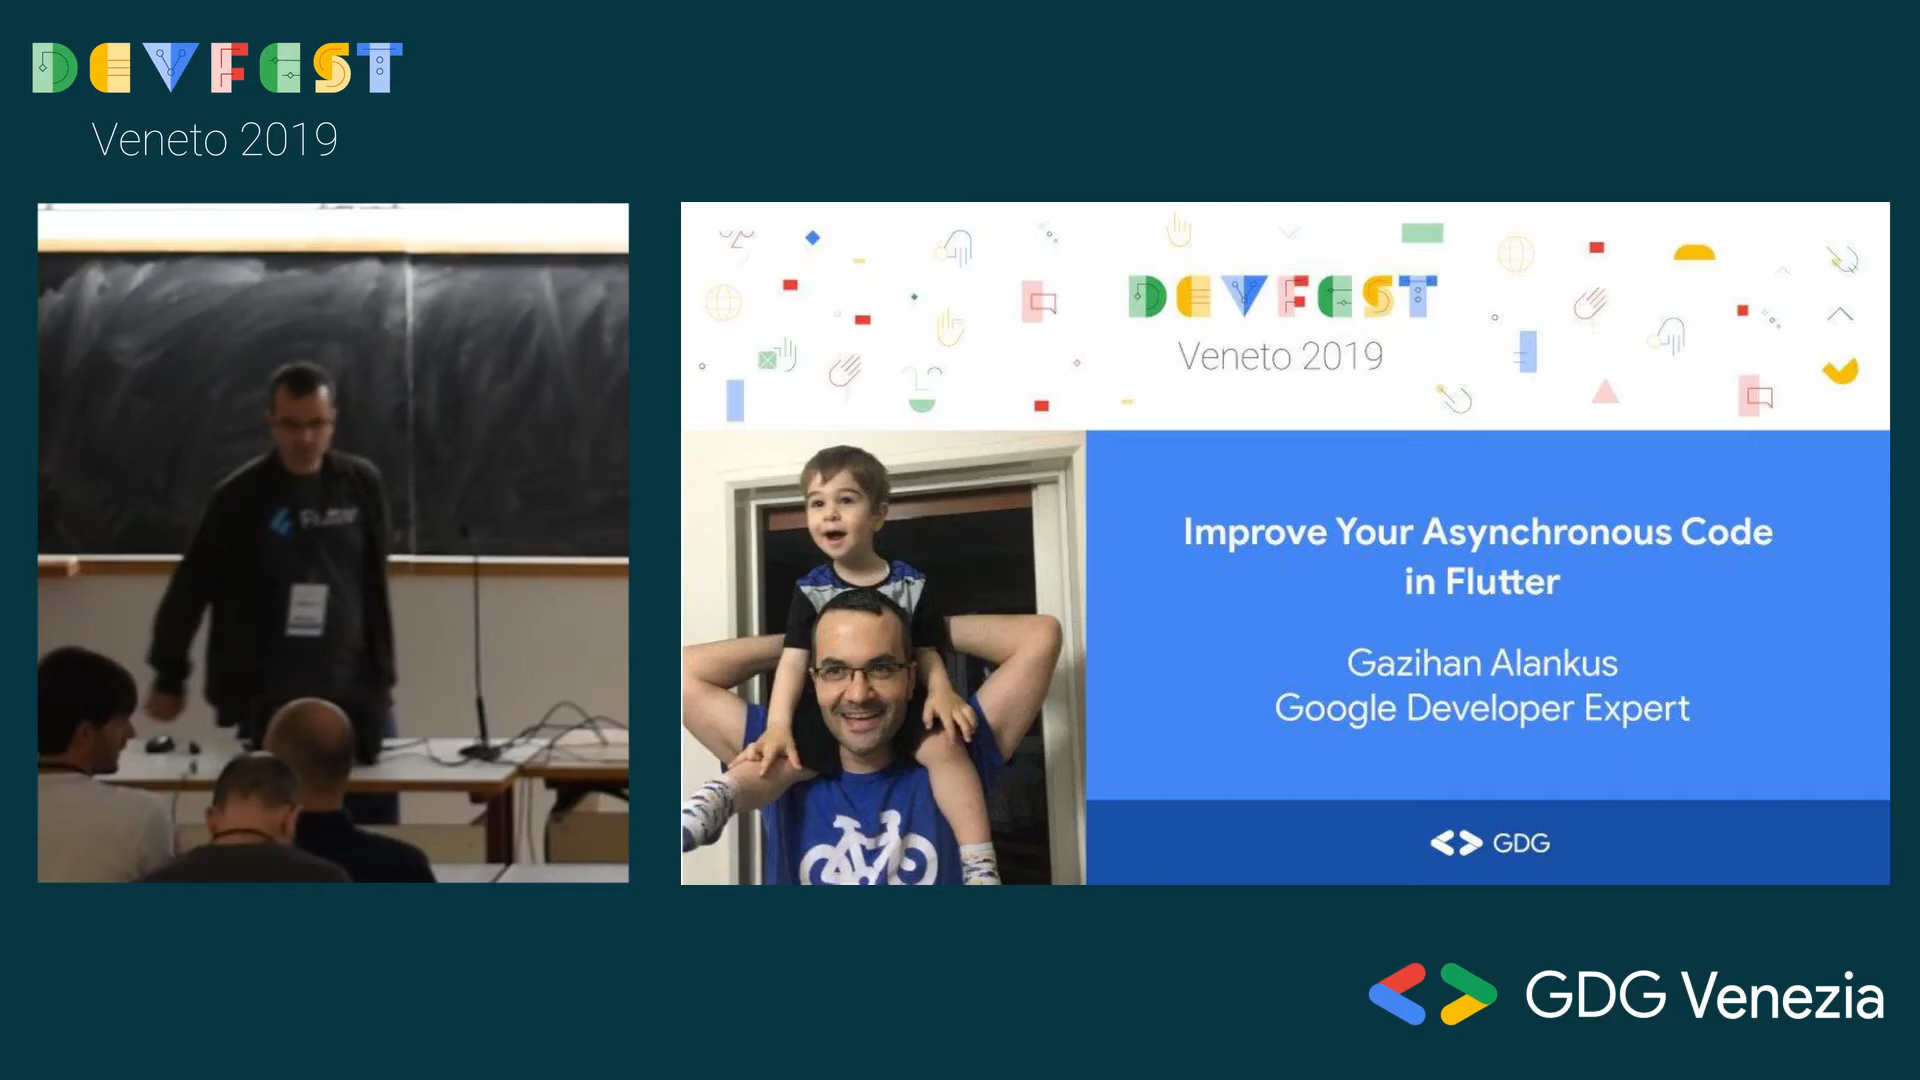 DEVFEST
Veneto 2019
Flutter
DEVFEST
Veneto 2019
Improve Your Asynchronous Code
in Flutter
Gazihan Alankus
Google Developer Expert
GDG
GDG Venezia